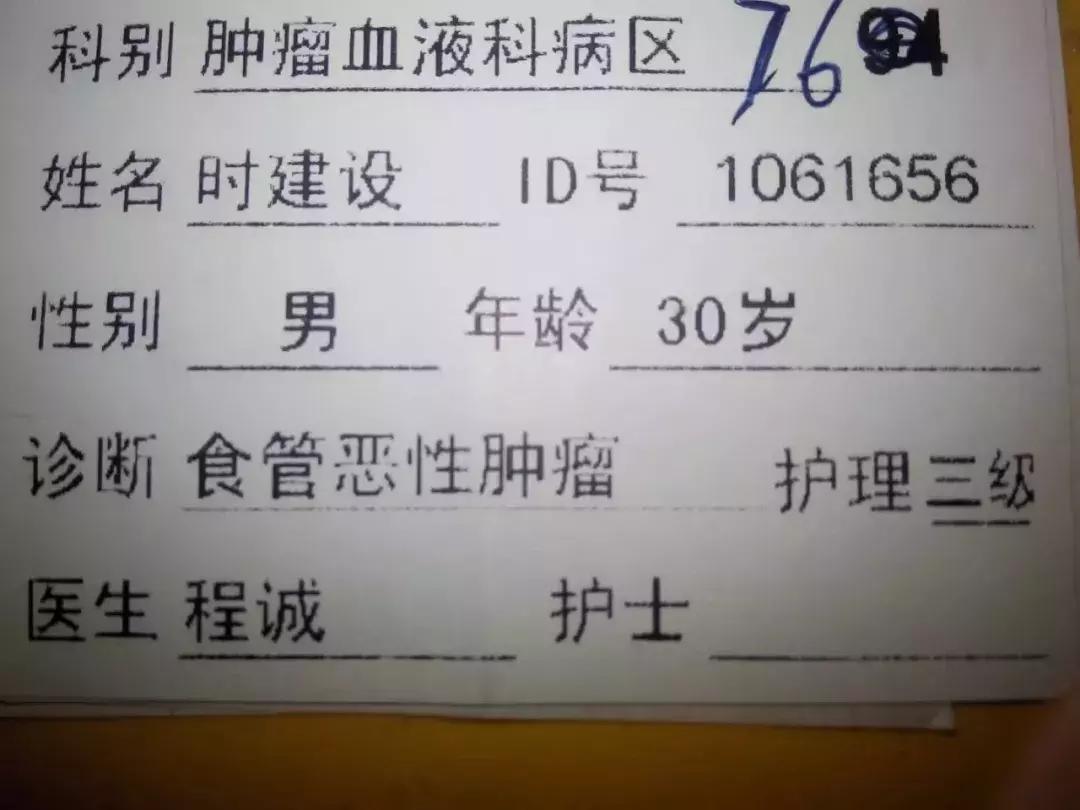 科别 肿瘤血液科病区 76
姓名 时建设 ID号 1061656
性别 男 年龄 30岁
诊断 食管恶性肿瘤 护理 三级
医生 程诚 护士